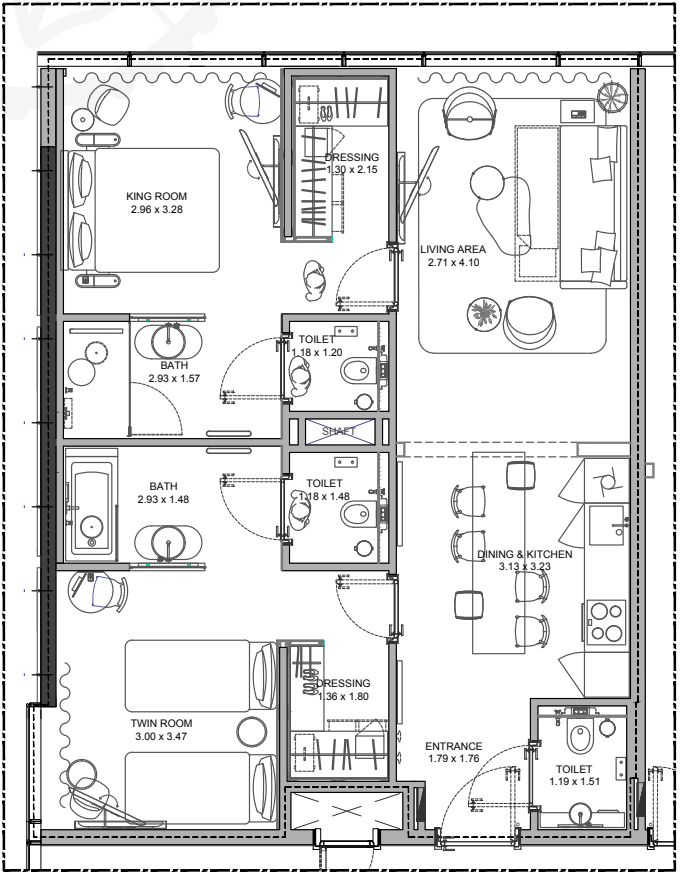 DRESSING
1.30 x 2.15
KING ROOM
2.96 x 3.28
LIVING AREA
2.71 x 4.10
TOILET
1.18 x 1.20
BATH
2.93 x 1.57
SHAFT
BATH
2.93 x 1.48
TOILET
1.18 x 1.48
DINING & KITCHEN
3.13 x 3.23
DRESSING
1.36 x 1.80
TWIN ROOM
3.00 x 3.47
ENTRANCE
1.79 x 1.76
TOILET
1.19 x 1.51